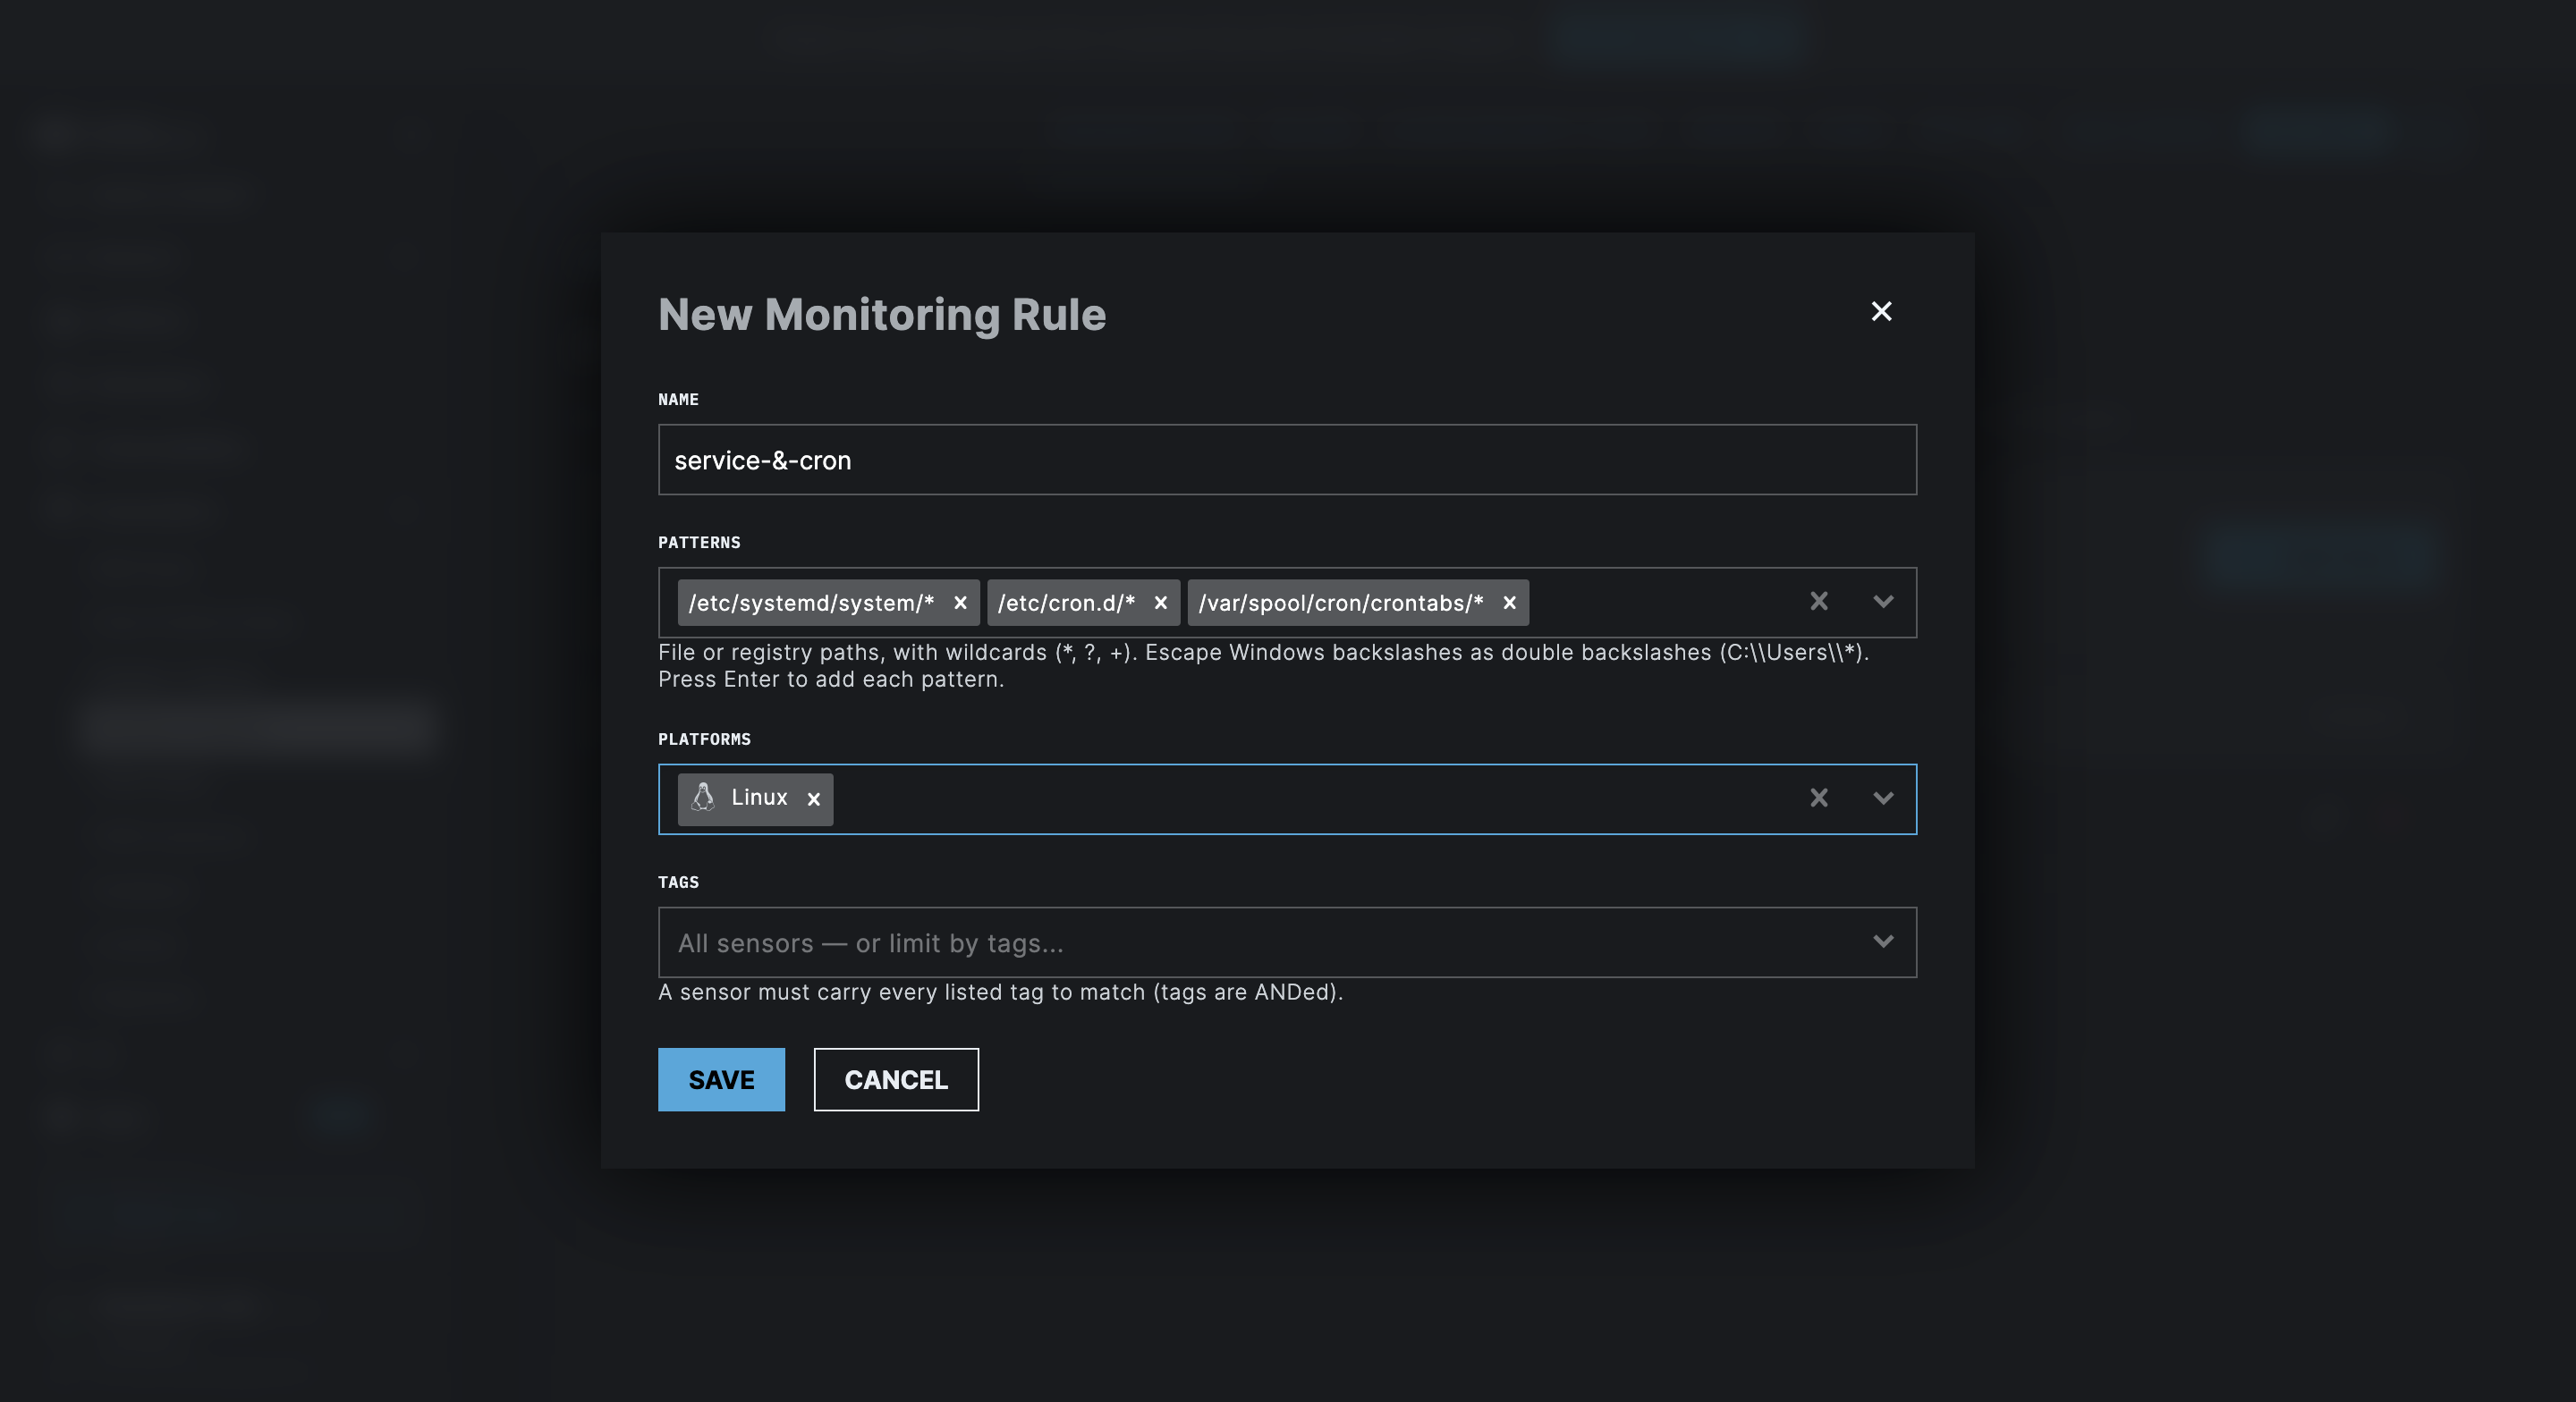 New Monitoring Rule
NAME
service-&-cron
PATTERNS
/etc/systemd/system/* /etc/cron.d/* /var/spool/cron/crontabs/*
File or registry paths, with wildcards (*, ?, +). Escape Windows backslashes as double backslashes (C:\\Users\\*).
Press Enter to add each pattern.
PLATFORMS
Linux
TAGS
All sensors — or limit by tags...
A sensor must carry every listed tag to match (tags are ANDed).
SAVE CANCEL